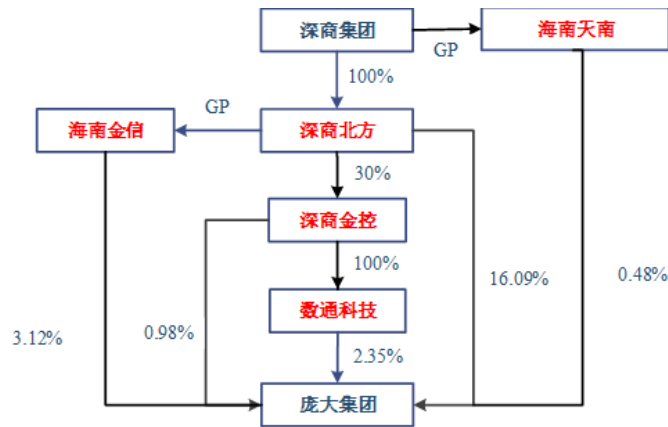 深商集团
海南天南
GP
100%
GP
海南金信
深商北方
30%
深商金控
100%
16.09%
0.48%
数通科技
3.12%
0.98%
2.35%
庞大集团